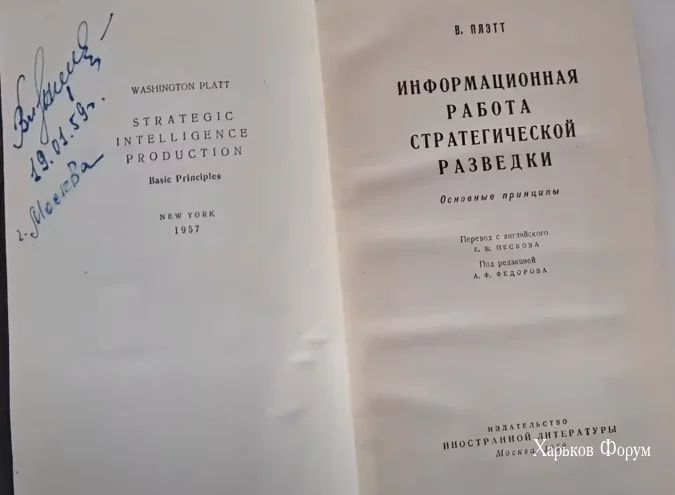 19.01.59г.
г. Москва
WASHINGTON PLATT
STRATEGIC
INTELLIGENCE
PRODUCTION
Basic Principles
NEW YORK
1957
В. ПЛЭТТ
ИНФОРМАЦИОННАЯ
РАБОТА
СТРАТЕГИЧЕСКОЙ
РАЗВЕДКИ
Основные принципы
Перевод с английского
Е. Б. ПЕСКОВА
Под редакцией
А. Ф. ФЕДОРОВА
ИЗДАТЕЛЬСТВО
ИНОСТРАННОЙ ЛИТЕРАТУРЫ
Москва
Харьков Форум